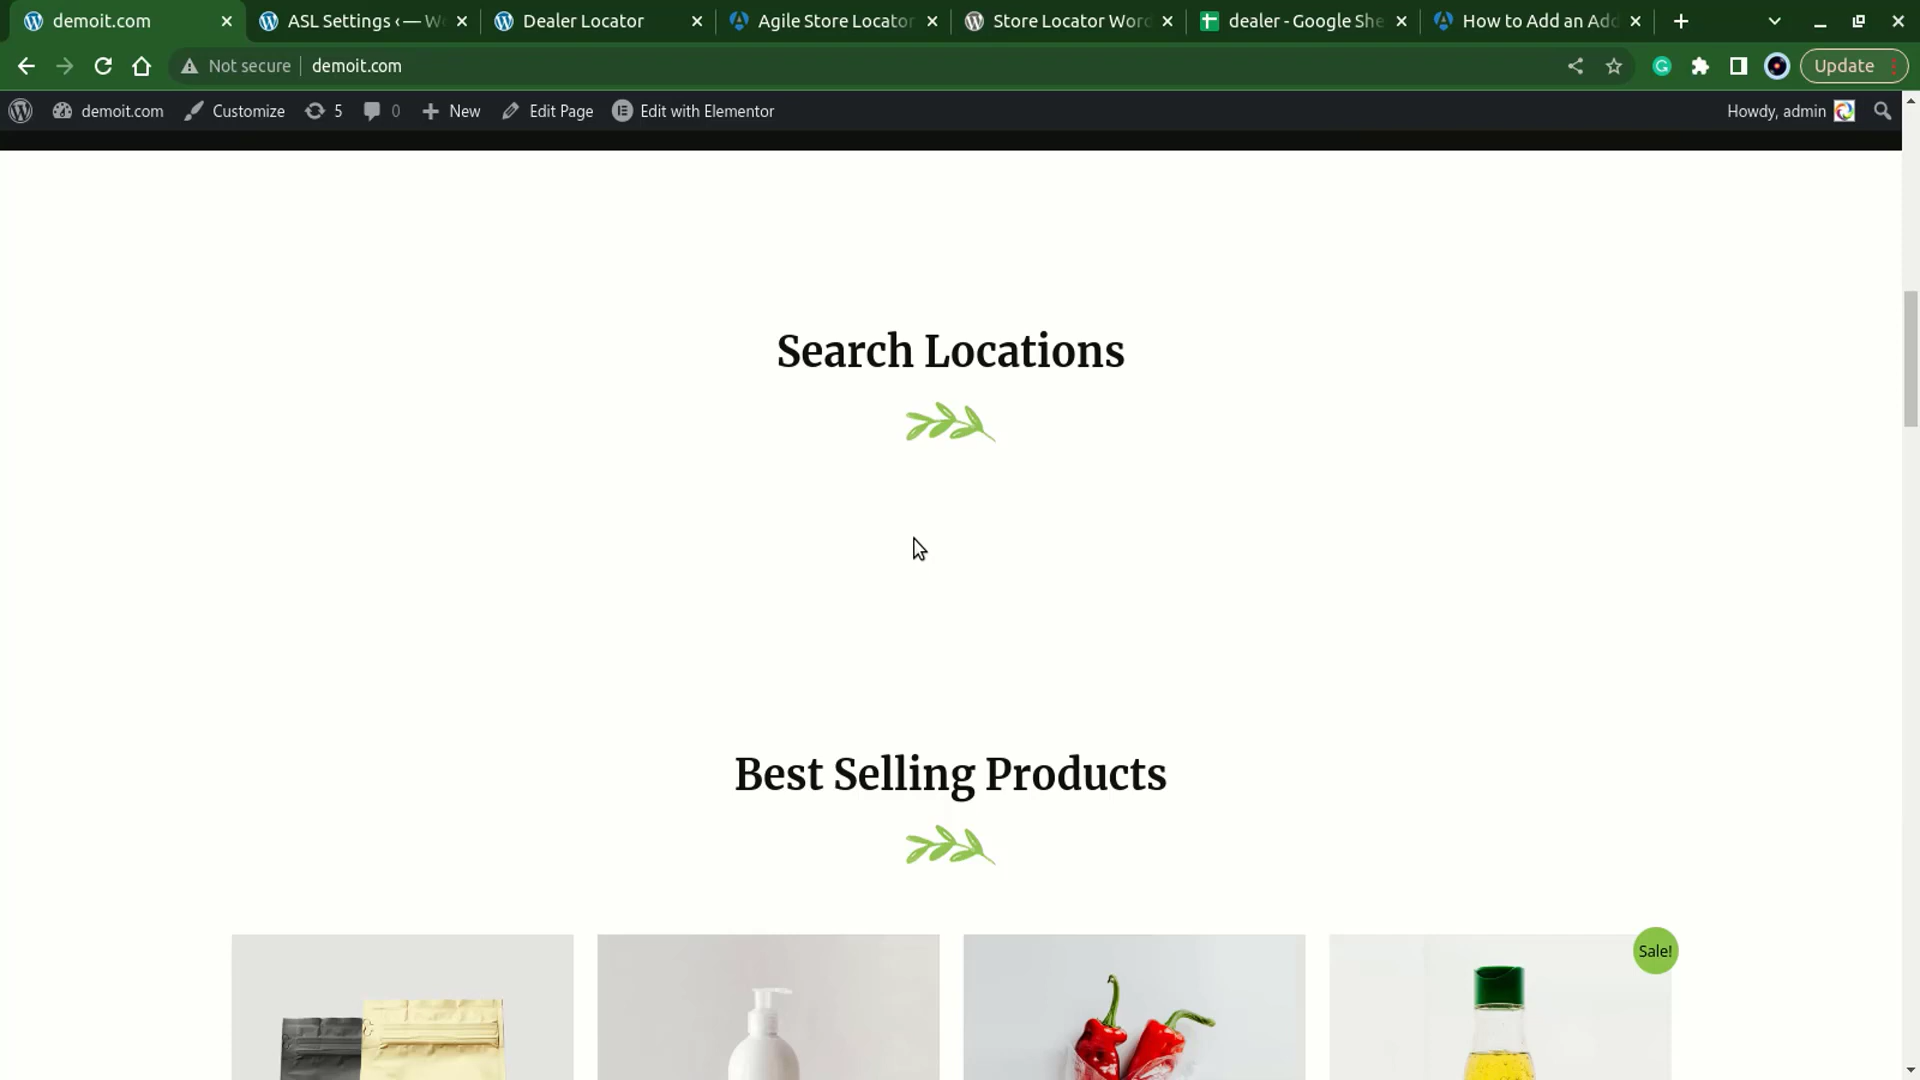 demoit.com
ASL Settings ‹ — W
Dealer Locator
Agile Store Locator
Store Locator Word
dealer - Google She
How to Add an Add
Not secure
demoit.com
Update
demoit.com
Customize
5
0
New
Edit Page
Edit with Elementor
Howdy, admin
Search Locations
Best Selling Products
Sale!